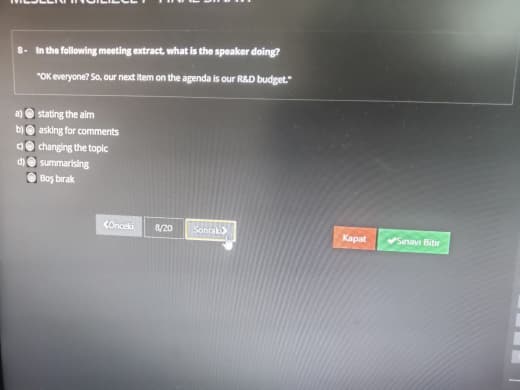 8- In the following meeting extract, what is the speaker doing?
"OK everyone? So, our next item on the agenda is our R&D budget."
a) stating the aim
b) asking for comments
c) changing the topic
d) summarising
Boş bırak
Önceki 8/20 Sonraki
Kapat Sınavı Bitir